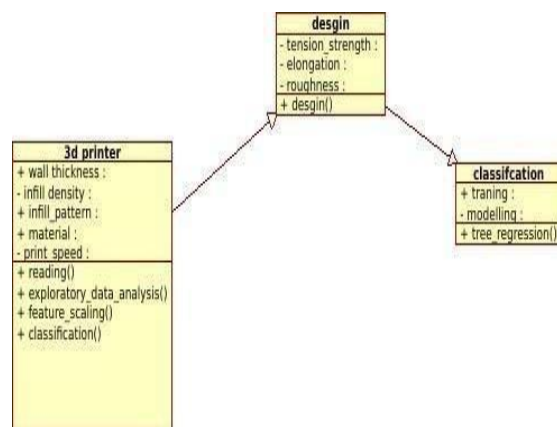 desgin
- tension_strength :
- elongation :
- roughness :
+ desgin()
3d printer
+ wall thickness :
- infill density :
+ infill_pattern :
+ material :
- print_speed :
+ reading()
+ exploratory_data_analysis()
+ feature_scaling()
+ classification()
classifcation
+ traning :
- modelling :
+ tree_regression()